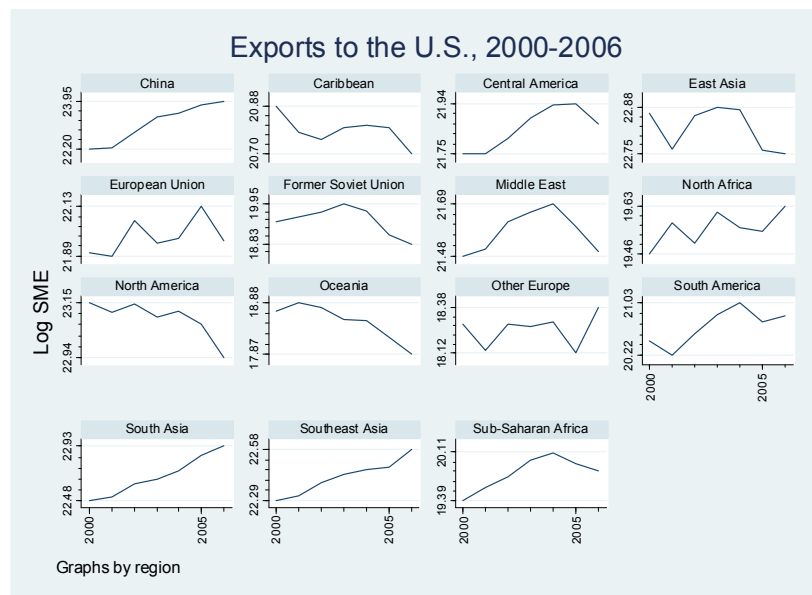 Exports to the U.S., 2000-2006
China Caribbean Central America East Asia
23.95 20.88 21.94 22.88
22.20 20.7 21.75 22.75
European Union Former Soviet Union Middle East North Africa
22.13 19.95 21.69 19.63
21.89 18.83 21.48 19.46
North America Oceania Other Europe South America
23.15 18.88 18.38 21.03
22.94 17.87 18.12 20.22
2000 2005
Log SME
South Asia Southeast Asia Sub-Saharan Africa
22.93 22.58 20.11
22.48 22.29 19.39
2000 2005 2000 2005 2000 2005
Graphs by region